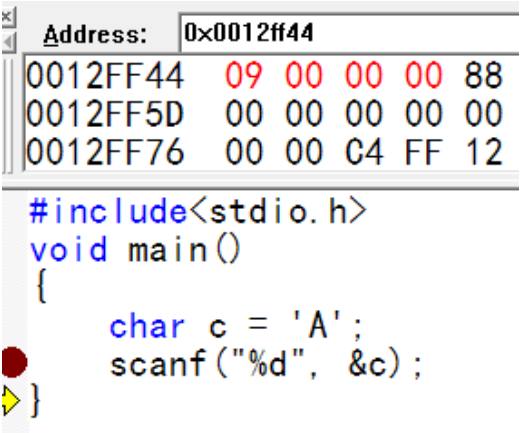 Address: 0x0012ff44
0012FF44 09 00 00 00 88
0012FF5D 00 00 00 00 00
0012FF76 00 00 C4 FF 12
#include<stdio.h>
void main()
{
char c = 'A';
scanf("%d", &c);
}